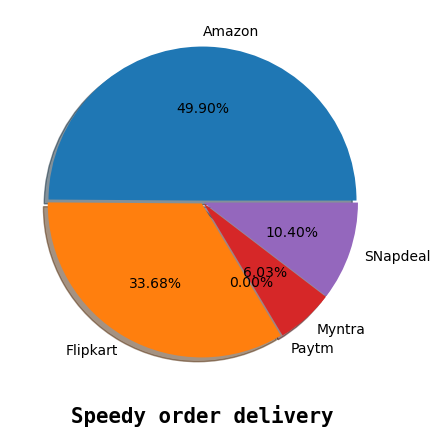 Amazon
49.90%
10.40%
6.03%
0.00%
33.68%
SNapdeal
Myntra
Paytm
Flipkart
Speedy order delivery